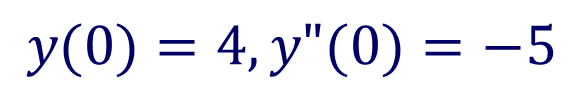 y(0) = 4, y"(0) = −5